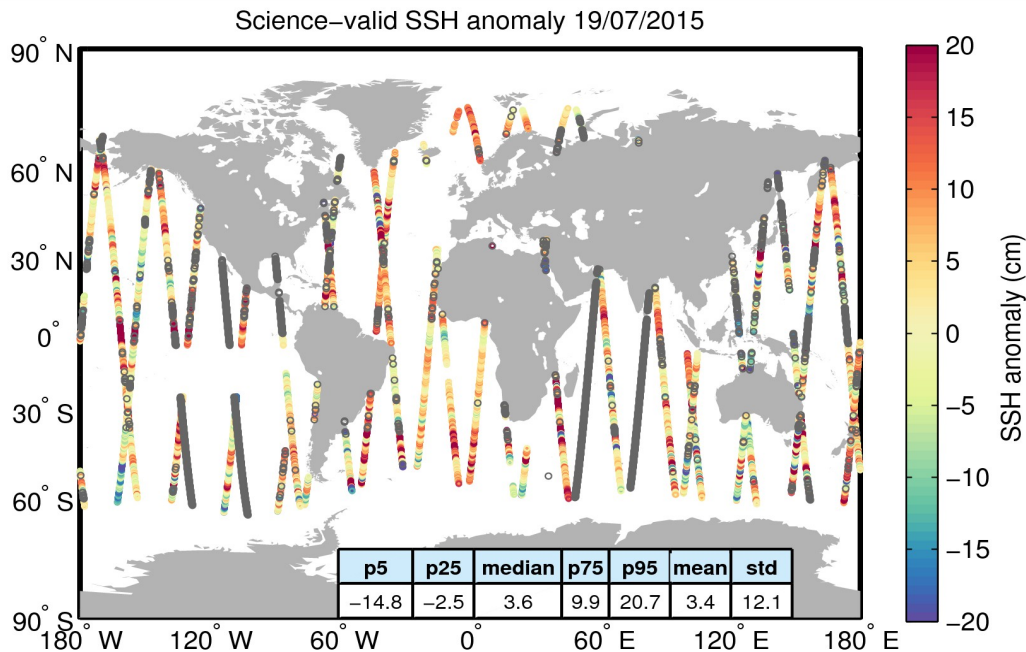 Science−valid SSH anomaly 19/07/2015
90° N
60° N
30° N
0°
30° S
60° S
90° S
180° W
120° W
60° W
0°
60° E
120° E
180° E
p5 p25 median p75 p95 mean std
−14.8 −2.5 3.6 9.9 20.7 3.4 12.1
20
15
10
5
0
−5
−10
−15
−20
SSH anomaly (cm)